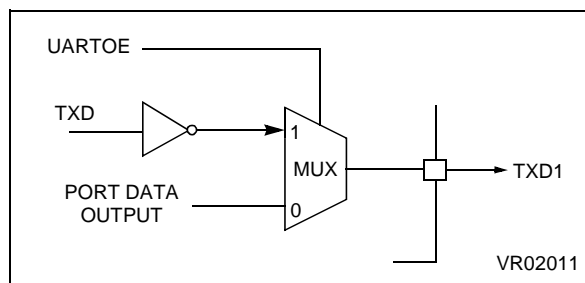 UARTOE
TXD
1
MUX
TXD1
PORT DATA
OUTPUT
0
VR02011